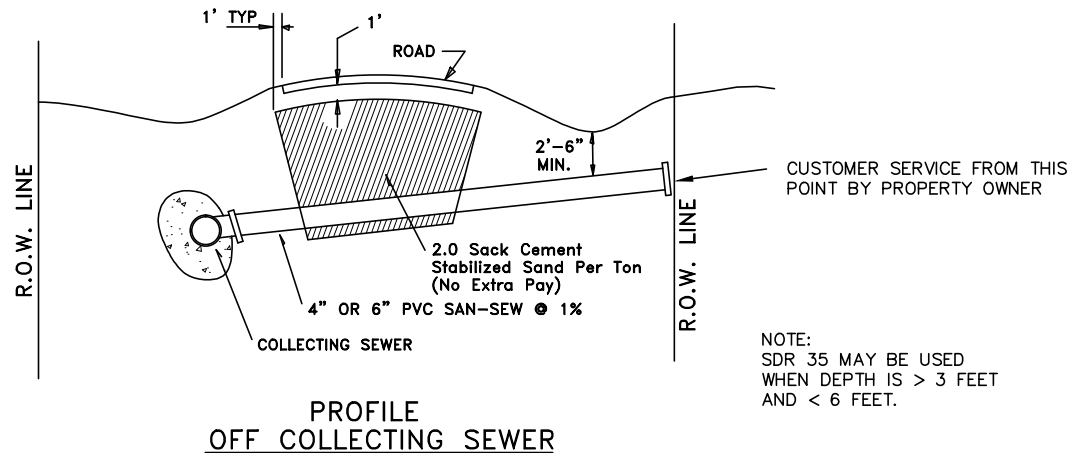 1' TYP
1'
ROAD
2'-6"
MIN.
R.O.W. LINE
CUSTOMER SERVICE FROM THIS
POINT BY PROPERTY OWNER
R.O.W. LINE
2.0 Sack Cement
Stabilized Sand Per Ton
(No Extra Pay)
4" OR 6" PVC SAN-SEW @ 1%
COLLECTING SEWER
NOTE:
SDR 35 MAY BE USED
WHEN DEPTH IS > 3 FEET
AND < 6 FEET.
PROFILE
OFF COLLECTING SEWER